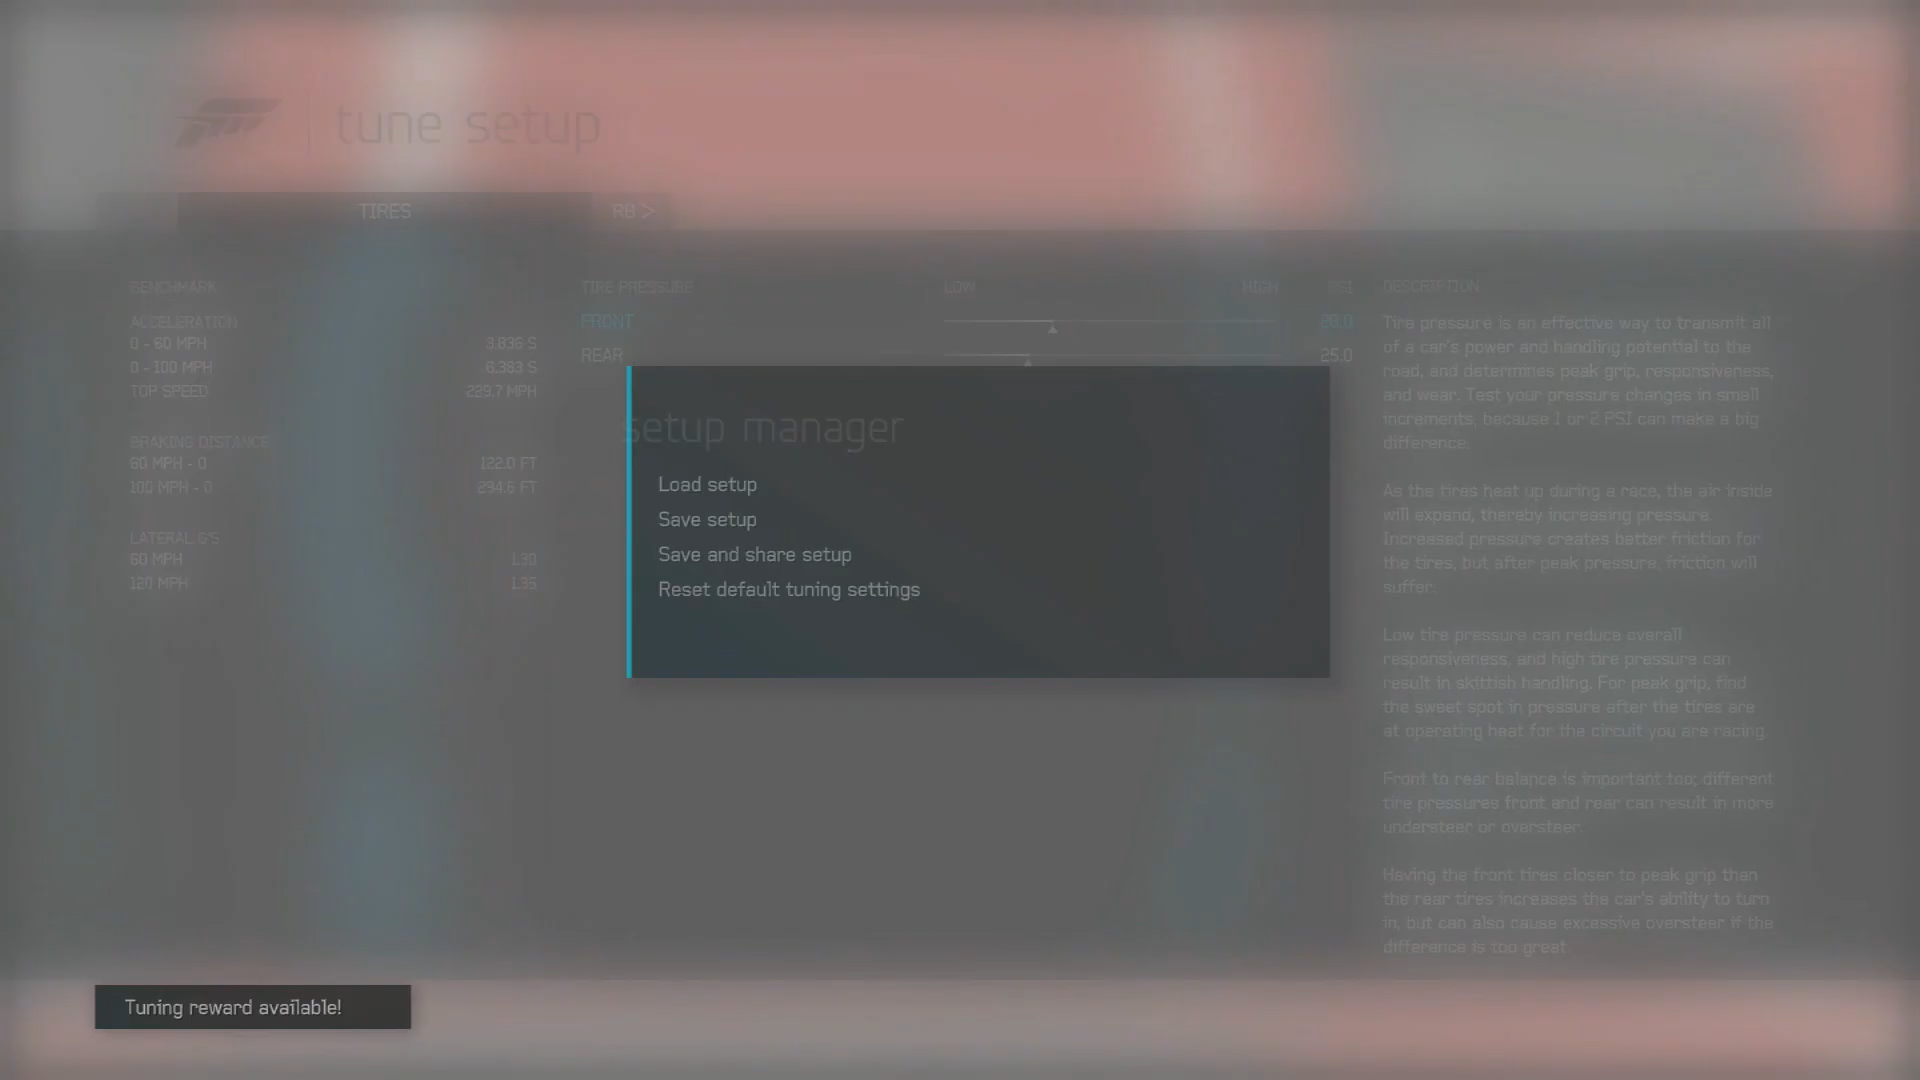 tune setup
TIRES
RB >
BENCHMARK
ACCELERATION
0 - 60 MPH 3.836 S
0 - 100 MPH 6.383 S
TOP SPEED 229.7 MPH
BRAKING DISTANCE
60 MPH - 0 122.0 FT
100 MPH - 0 294.6 FT
LATERAL G'S
60 MPH 1.30
120 MPH 1.35
TIRE PRESSURE LOW HIGH PSI
FRONT
REAR 25.0
setup manager
Load setup
Save setup
Save and share setup
Reset default tuning settings
DESCRIPTION
Tire pressure is an effective way to transmit all
of a car's power and handling potential to the
road, and determines peak grip, responsiveness,
and wear. Test your pressure changes in small
increments, because 1 or 2 PSI can make a big
difference.
As the tires heat up during a race, the air inside
will expand, thereby increasing pressure.
Increased pressure creates better friction for
the tires, but after peak pressure, friction will
suffer.
Low tire pressure can reduce overall
responsiveness, and high tire pressure can
result in skittish handling. For peak grip, find
the sweet spot in pressure after the tires are
at operating heat for the circuit you are racing.
Front to rear balance is important too; different
tire pressures front and rear can result in more
understeer or oversteer.
Having the front tires closer to peak grip than
the rear tires increases the car's ability to turn
in, but can also cause excessive oversteer if the
difference is too great.
Tuning reward available!